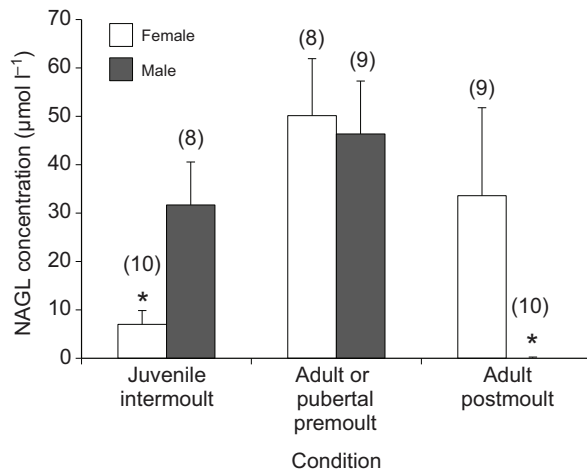 NAGL concentration (µmol l⁻¹)
70
60
50
40
30
20
10
0
Female
Male
(10)
*
(8)
(8)
(9)
(9)
(10)
*
Juvenile
intermoult
Adult or
pubertal
premoult
Adult
postmoult
Condition